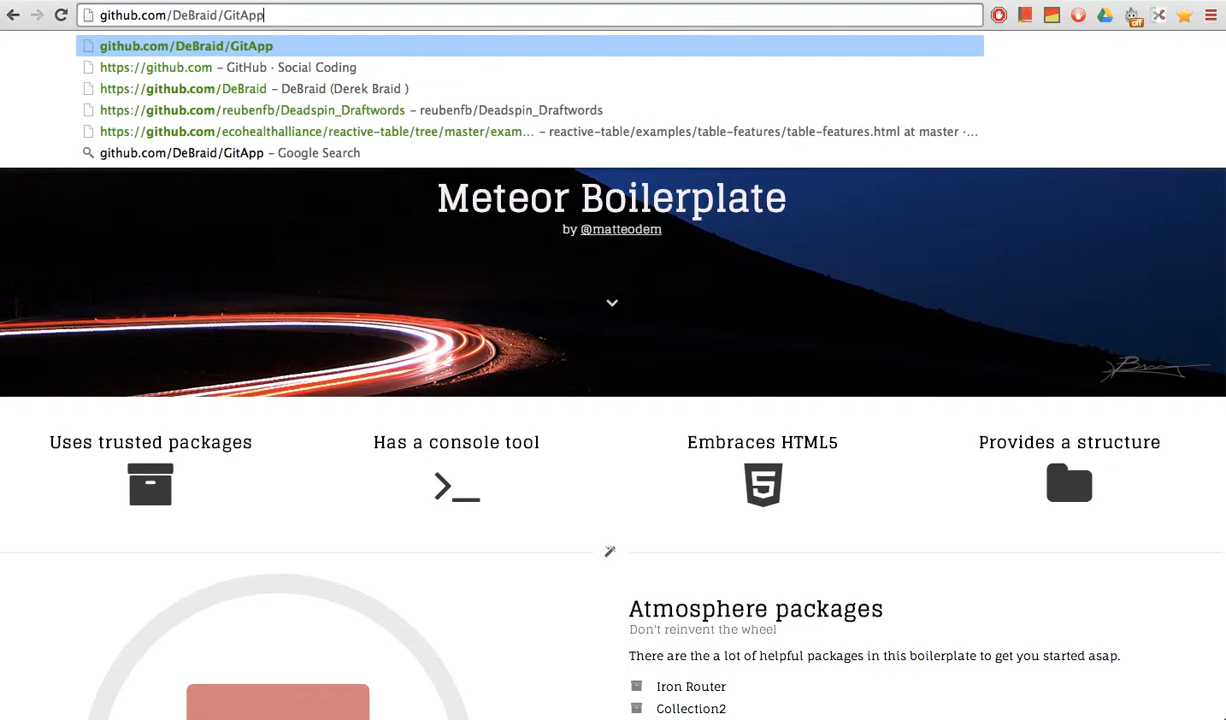 github.com/DeBraid/GitApp
off
github.com/DeBraid/GitApp
https://github.com – GitHub · Social Coding
https://github.com/DeBraid – DeBraid (Derek Braid )
https://github.com/reubenfb/Deadspin_Draftwords – reubenfb/Deadspin_Draftwords
https://github.com/ecohealthalliance/reactive-table/tree/master/exam... – reactive-table/examples/table-features/table-features.html at master ·...
github.com/DeBraid/GitApp – Google Search
Meteor Boilerplate
by @matteodem
Uses trusted packages
Has a console tool
Embraces HTML5
Provides a structure
5
Atmosphere packages
Don't reinvent the wheel
There are the a lot of helpful packages in this boilerplate to get you started asap.
Iron Router
Collection2